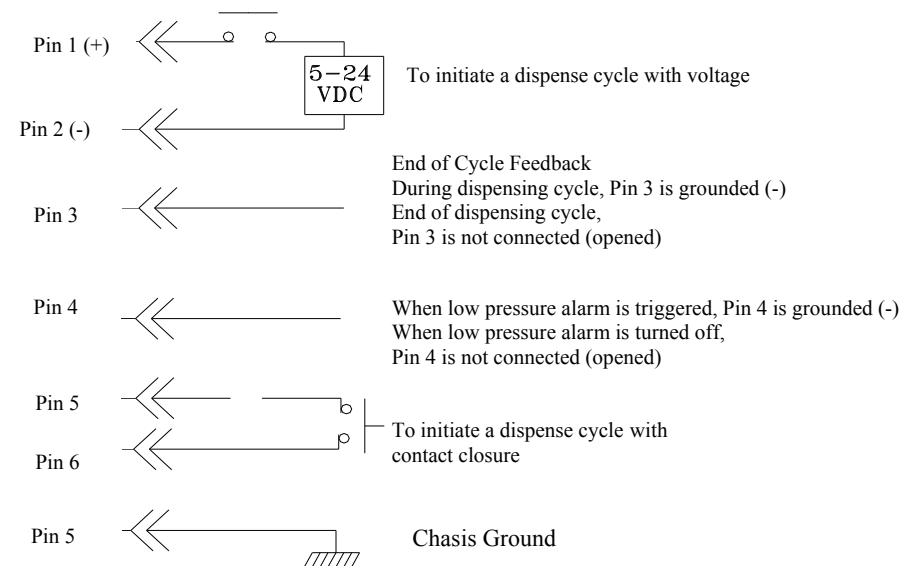 Pin 1 (+)
5-24
VDC
To initiate a dispense cycle with voltage
Pin 2 (-)
End of Cycle Feedback
During dispensing cycle, Pin 3 is grounded (-)
Pin 3
End of dispensing cycle,
Pin 3 is not connected (opened)
Pin 4
When low pressure alarm is triggered, Pin 4 is grounded (-)
When low pressure alarm is turned off,
Pin 4 is not connected (opened)
Pin 5
To initiate a dispense cycle with
contact closure
Pin 6
Pin 5
Chasis Ground